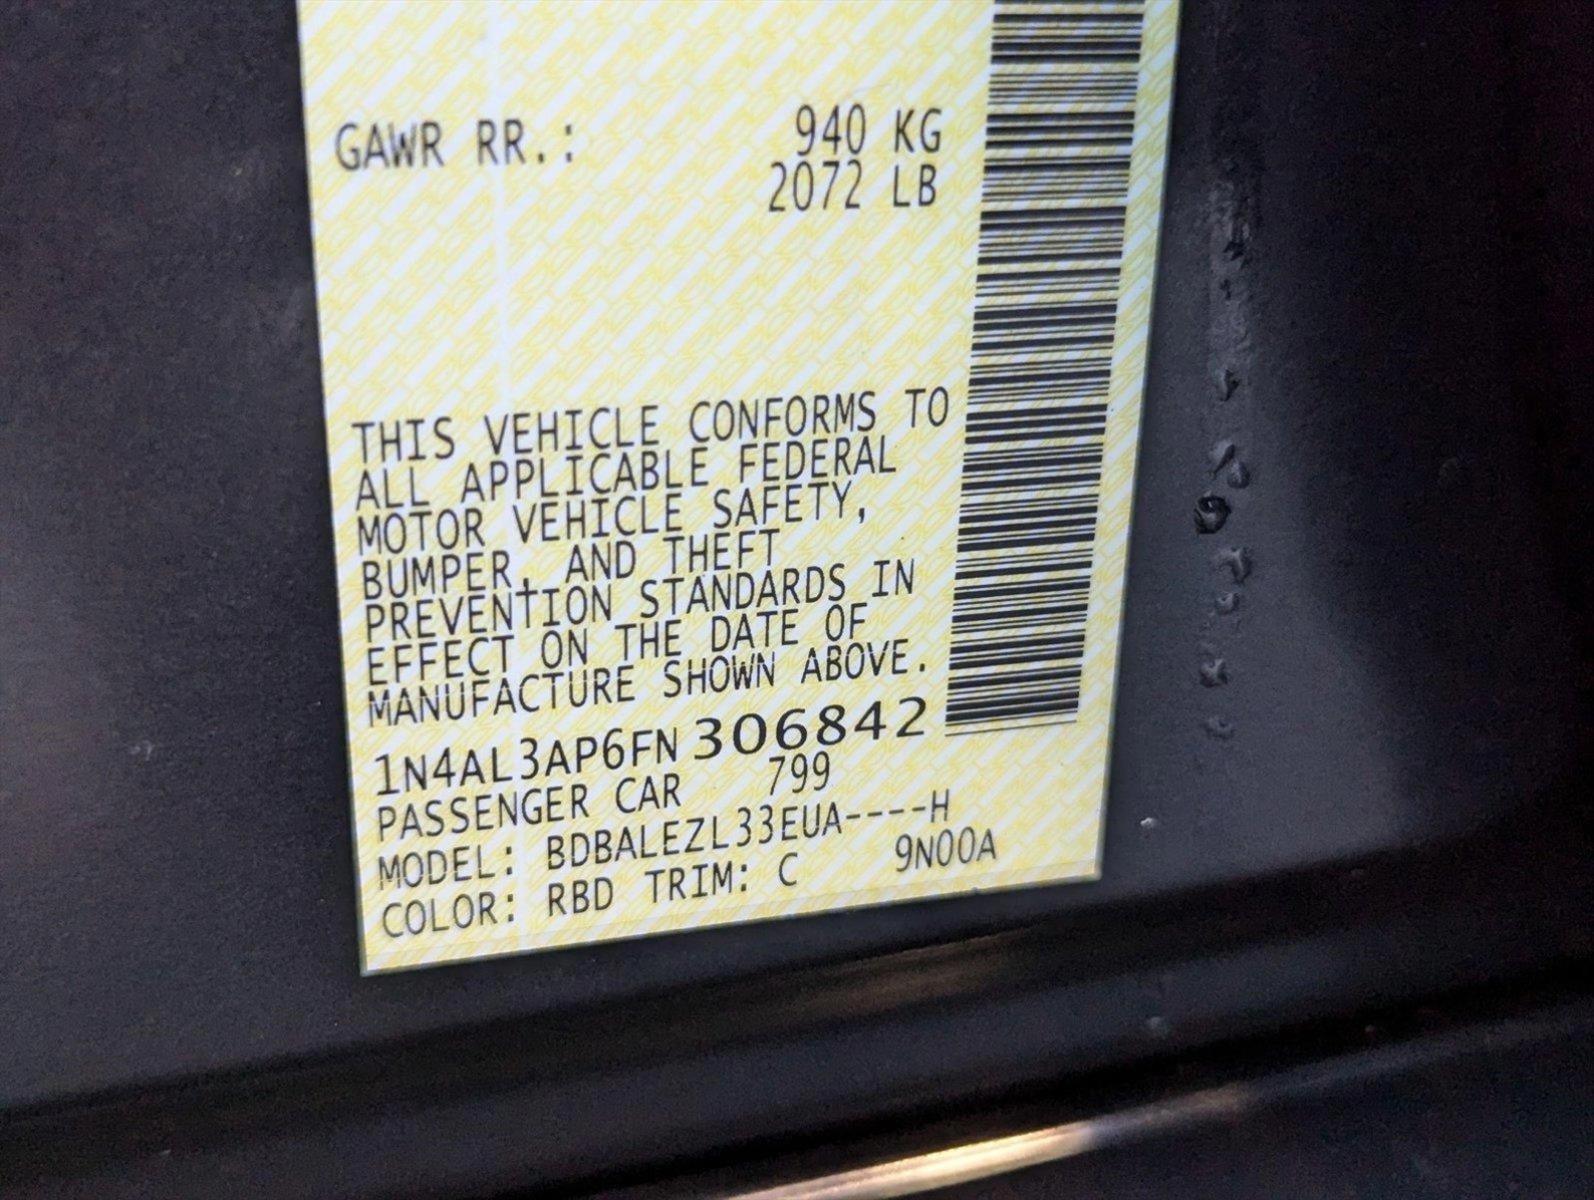 GAWR RR.: 940 KG
2072 LB
THIS VEHICLE CONFORMS TO
ALL APPLICABLE FEDERAL
MOTOR VEHICLE SAFETY,
BUMPER, AND THEFT
PREVENTION STANDARDS IN
EFFECT ON THE DATE OF
MANUFACTURE SHOWN ABOVE.
1N4AL3AP6FN306842
PASSENGER CAR 799
MODEL: BDBALEZL33EUA----H
COLOR: RBD TRIM: C 9N00A